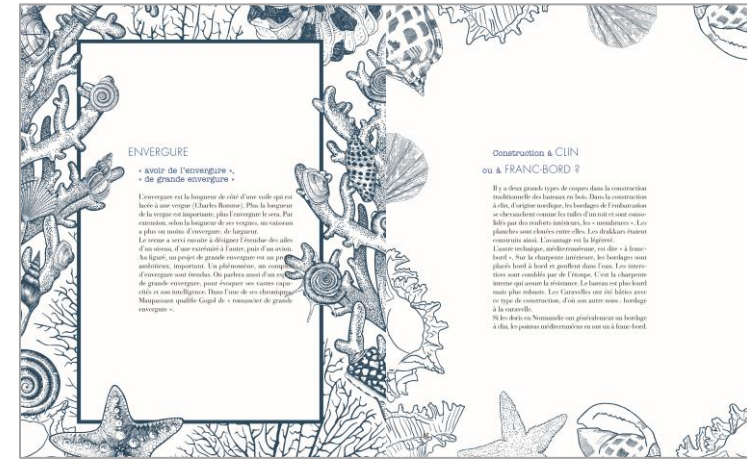 ENVERGURE
« avoir de l'envergure »,
« de grande envergure »
L'envergure est la longueur de côté d'une voile qui est
lacée à une vergue (Charles Romme). Plus la longueur
de la vergue est importante, plus l'envergure le sera. Par
extension, selon la longueur de ses vergues, un vaisseau
a plus ou moins d'envergure, de largeur.
Le terme a servi ensuite à désigner l'étendue des ailes
d'un oiseau, d'une extrémité à l'autre, puis d'un avion.
Au figuré, un projet de grande envergure est un
ambitieux, important. Un phénomène, un
d'envergure sont étendus. On parlera aussi d'un
de grande envergure, pour évoquer ses vastes capa-
cités et son intelligence. Dans l'une de ses chroniques,
Maupassant qualifie Gogol de « romancier de grande
envergure ».
Construction à CLIN
ou à FRANC-BORD ?
Il y a deux grands types de coques dans la construction
traditionnelle des bateaux en bois. Dans la construction
à clin, d'origine nordique, les bordages de l'embarcation
se chevauchent comme les tuiles d'un toit et sont conso-
lidés par des renforts intérieurs, les « membrures ». Les
planches sont clouées entre elles. Les drakkars étaient
construits ainsi. L'avantage est la légèreté.
L'autre technique, méditerranéenne, est dite « à franc-
bord ». Sur la charpente intérieure, les bordages sont
placés bord à bord et gonflent dans l'eau. Les inters-
tices sont comblés par de l'étoupe. C'est la charpente
interne qui assure la résistance. Le bateau est plus lourd
mais plus robuste. Les Caravelles ont été bâties avec
ce type de construction, d'où son autre nom : bordage
à la caravelle.
Si les doris en Normandie ont généralement un bordage
à clin, les pointus méditerranéens en ont un à franc-bord.